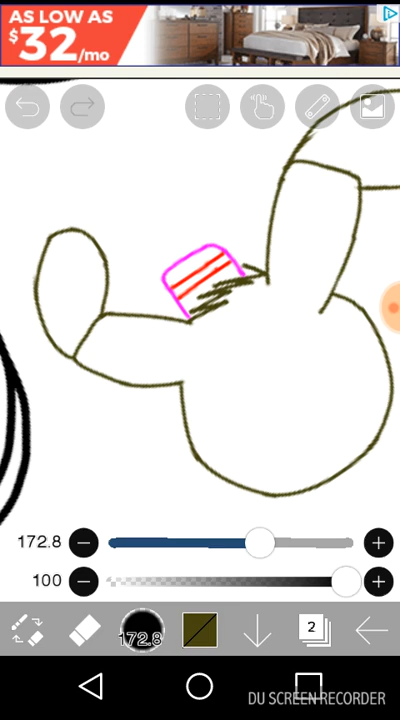 AS LOW AS
$32/mo
172.8
100
172.8
2
DU SCREEN RECORDER